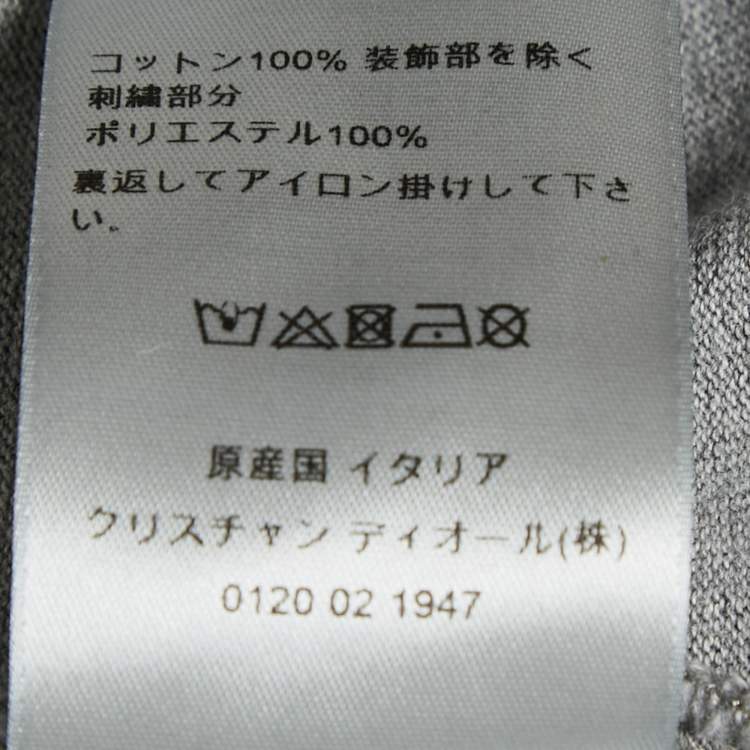 コットン100% 装飾部を除く
刺繍部分
ポリエステル100%
裏返してアイロン掛けして下さ
い。
原産国 イタリア
クリスチャン ディオール(株)
0120 02 1947